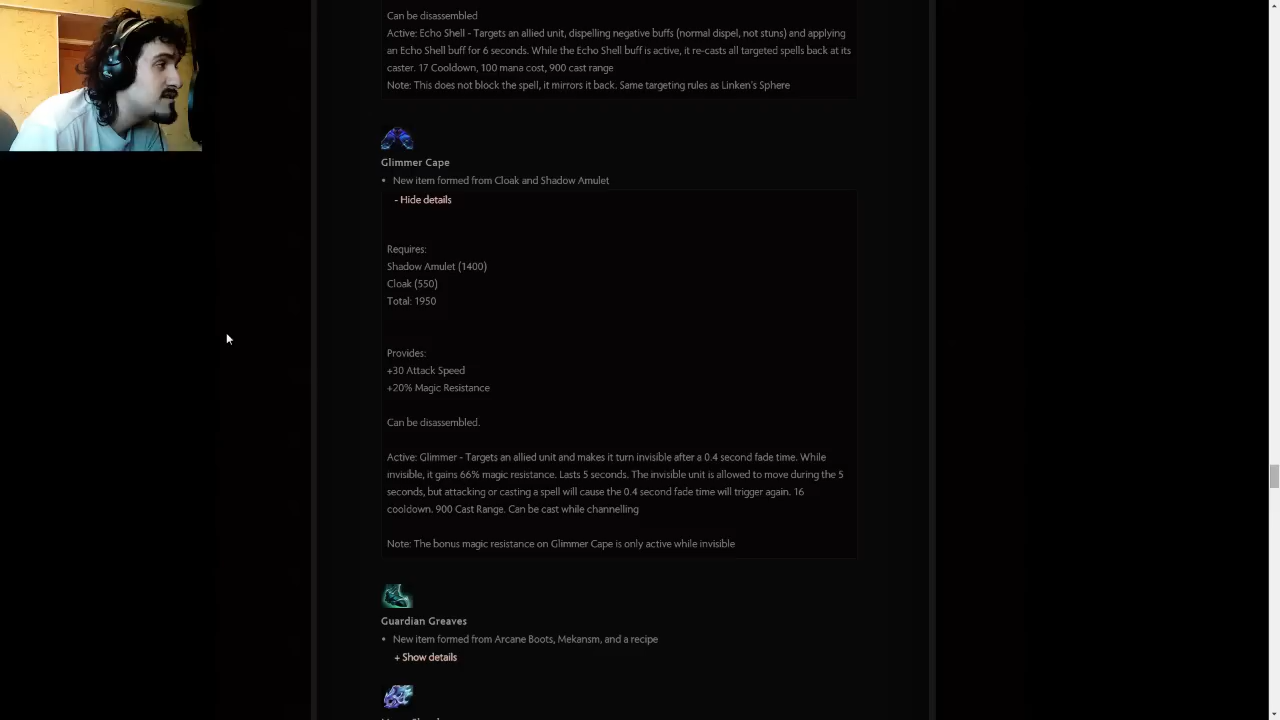 Can be disassembled
Active: Echo Shell - Targets an allied unit, dispelling negative buffs (normal dispel, not stuns) and applying
an Echo Shell buff for 6 seconds. While the Echo Shell buff is active, it re-casts all targeted spells back at its
caster. 17 Cooldown, 100 mana cost, 900 cast range
Note: This does not block the spell, it mirrors it back. Same targeting rules as Linken's Sphere
Glimmer Cape
• New item formed from Cloak and Shadow Amulet
- Hide details
Requires:
Shadow Amulet (1400)
Cloak (550)
Total: 1950
Provides:
+30 Attack Speed
+20% Magic Resistance
Can be disassembled.
Active: Glimmer - Targets an allied unit and makes it turn invisible after a 0.4 second fade time. While
invisible, it gains 66% magic resistance. Lasts 5 seconds. The invisible unit is allowed to move during the 5
seconds, but attacking or casting a spell will cause the 0.4 second fade time will trigger again. 16
cooldown. 900 Cast Range. Can be cast while channelling
Note: The bonus magic resistance on Glimmer Cape is only active while invisible
Guardian Greaves
• New item formed from Arcane Boots, Mekansm, and a recipe
+ Show details